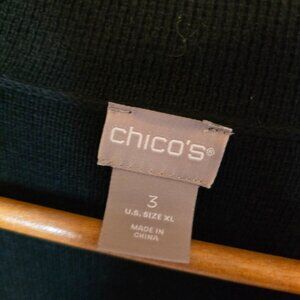 chico's®
3
U.S. SIZE XL
MADE IN
CHINA